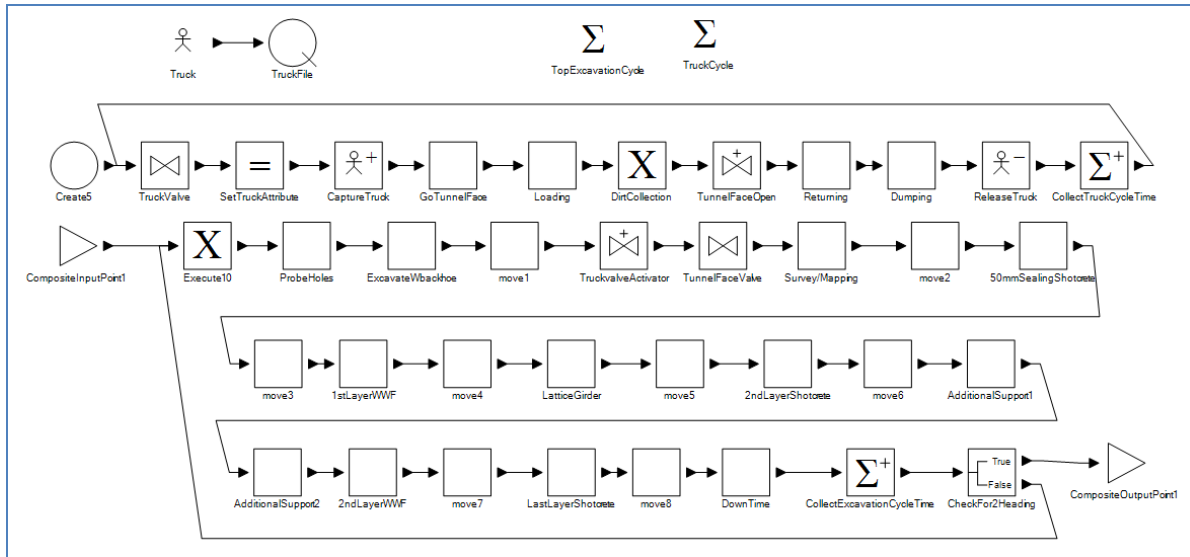 Σ
Σ
Truck
TruckFile
TopExcavationCycle
TruckCycle
=
+
X
+
−
Σ+
Create5
TruckValve
SetTruckAttribute
CaptureTruck
GoTunnelFace
Loading
DirtCollection
TunnelFaceOpen
Returning
Dumping
ReleaseTruck
CollectTruckCycleTime
X
+
CompositeInputPoint1
Execute10
ProbeHoles
ExcavateWbackhoe
move1
TruckvalveActivator
TunnelFaceValve
Survey/Mapping
move2
50mmSealingShotcrete
move3
1stLayerWWF
move4
LatticeGirder
move5
2ndLayerShotcrete
move6
AdditionalSupport1
Σ+
True
False
AdditionalSupport2
2ndLayerWWF
move7
LastLayerShotcrete
move8
DownTime
CollectExcavationCycleTime
CheckFor2Heading
CompositeOutputPoint1